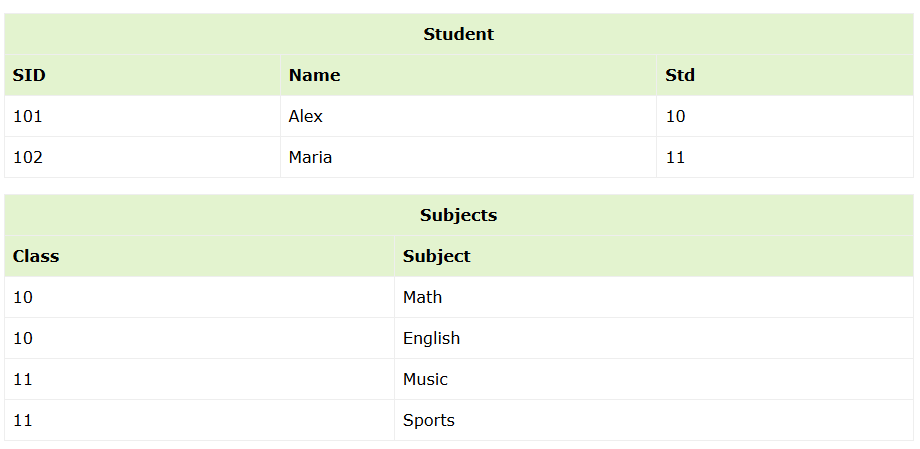 Student
SID Name Std
101 Alex 10
102 Maria 11
Subjects
Class Subject
10 Math
10 English
11 Music
11 Sports